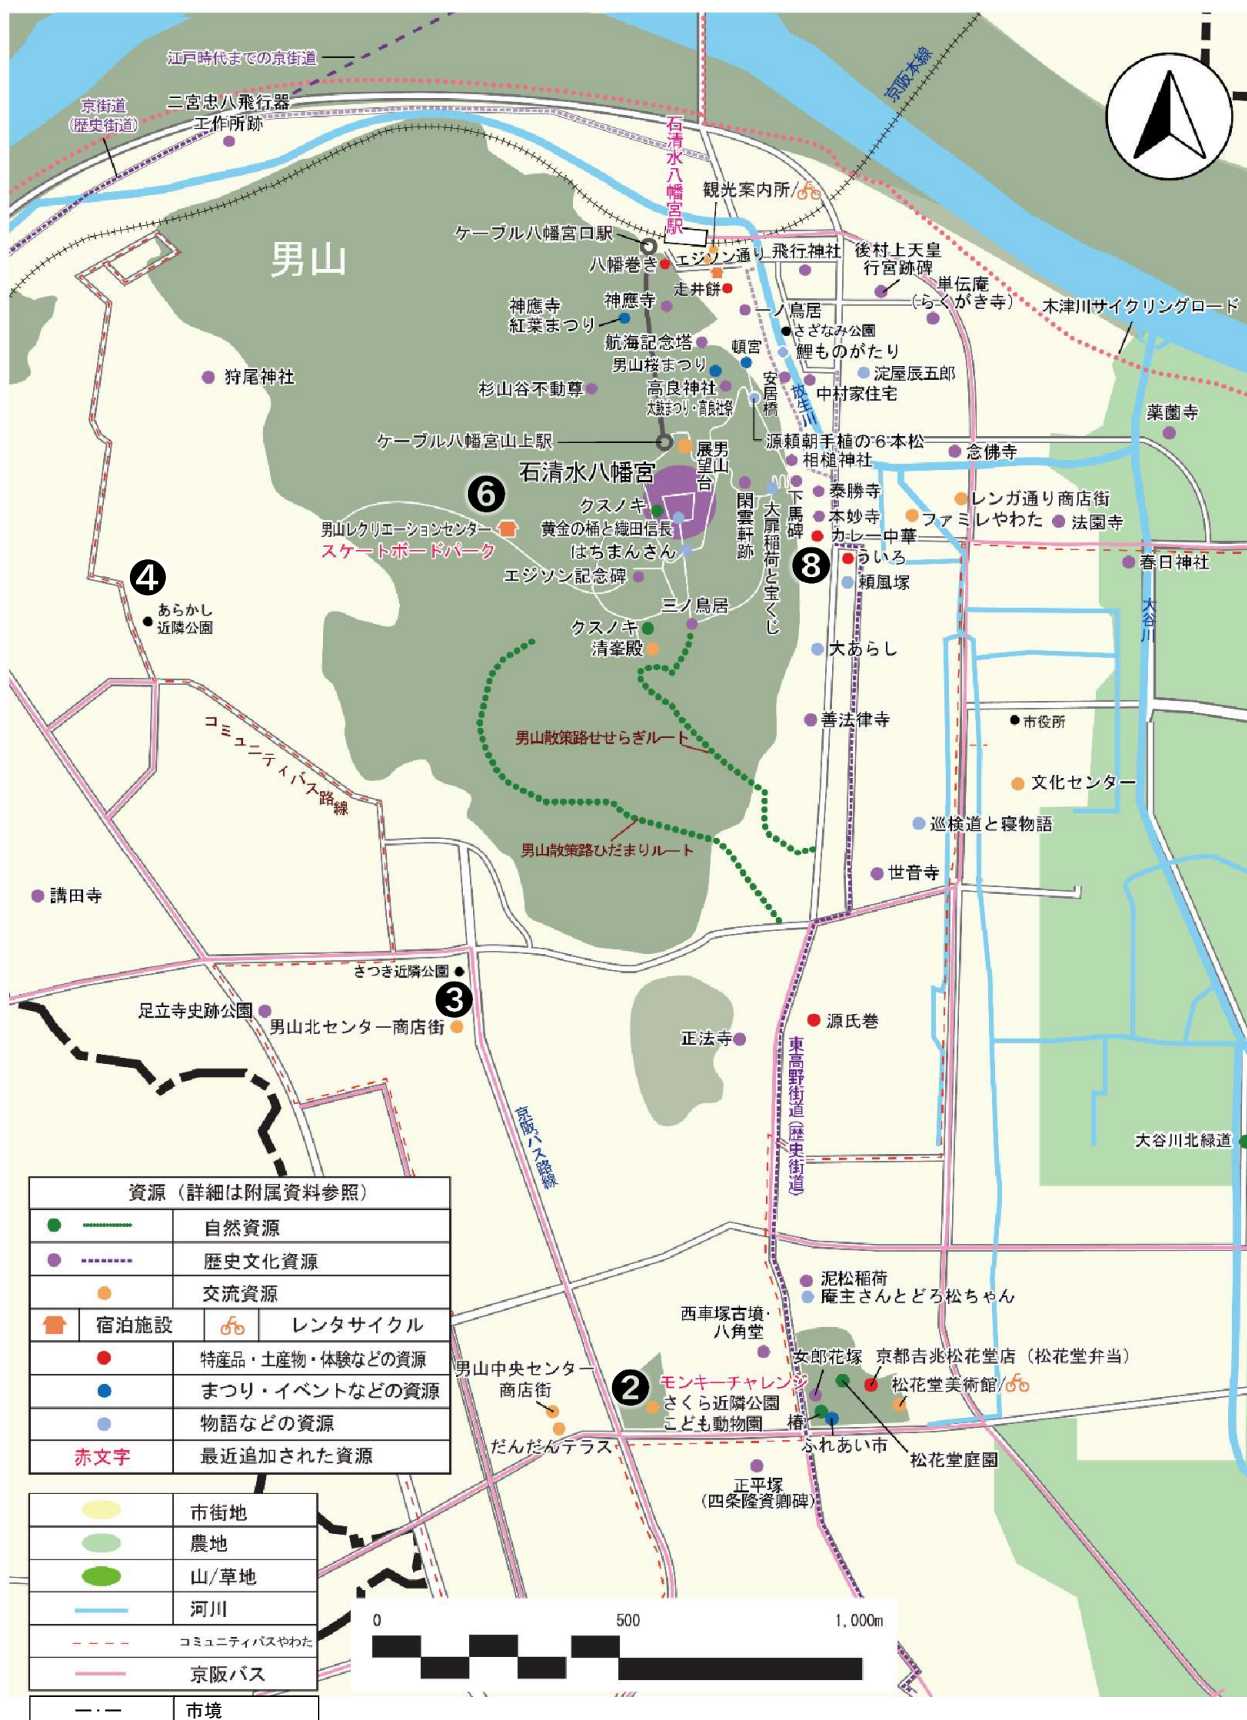 江戸時代までの京街道
京街道
(歴史街道)
二宮忠八飛行器
工作所跡
京阪本線
石清水八幡宮駅
観光案内所/
男山
ケーブル八幡宮口駅
八幡巻き
エジソン通り
飛行神社
後村上天皇
行宮跡碑
単伝庵
(らくがき寺)
木津川サイクリングロード
走井餅
神應寺
紅葉まつり
神應寺
一ノ鳥居
さざなみ公園
航海記念塔
頓宮
鯉ものがたり
男山桜まつり
淀屋辰五郎
狩尾神社
杉山谷不動尊
高良神社
太鼓まつり・高良社祭
安居橋
放生川
中村家住宅
薬薗寺
ケーブル八幡宮山上駅
男山
展望台
源頼朝手植の6本松
相槌神社
念佛寺
石清水八幡宮
❻
クスノキ
閑雲軒跡
大扉稲荷と宝くじ
下馬碑
泰勝寺
レンガ通り商店街
男山レクリエーションセンター
スケートボードパーク
黄金の樋と織田信長
本妙寺
ファミレやわた
法園寺
はちまんさん
カレー中華
❽
ういろ
春日神社
❹
エジソン記念碑
頼風塚
あらかし
近隣公園
三ノ鳥居
大谷川
クスノキ
清峯殿
大あらし
コミュニティバス路線
男山散策路せせらぎルート
善法律寺
市役所
文化センター
男山散策路ひだまりルート
巡検道と寝物語
講田寺
世音寺
さつき近隣公園
❸
足立寺史跡公園
男山北センター商店街
正法寺
源氏巻
東高野街道(歴史街道)
京阪バス路線
大谷川北緑道
資源(詳細は附属資料参照)
自然資源
歴史文化資源
交流資源
宿泊施設
レンタサイクル
特産品・土産物・体験などの資源
まつり・イベントなどの資源
物語などの資源
赤文字
最近追加された資源
泥松稲荷
庵主さんとどろ松ちゃん
西車塚古墳・
八角堂
男山中央センター
商店街
❷
モンキーチャレンジ
さくら近隣公園
こども動物園
女郎花塚
京都吉兆松花堂店(松花堂弁当)
松花堂美術館/
椿
ふれあい市
松花堂庭園
だんだんテラス
正平塚
(四条隆資卿碑)
市街地
農地
山/草地
河川
コミュニティバスやわた
京阪バス
市境
0
500
1,000m